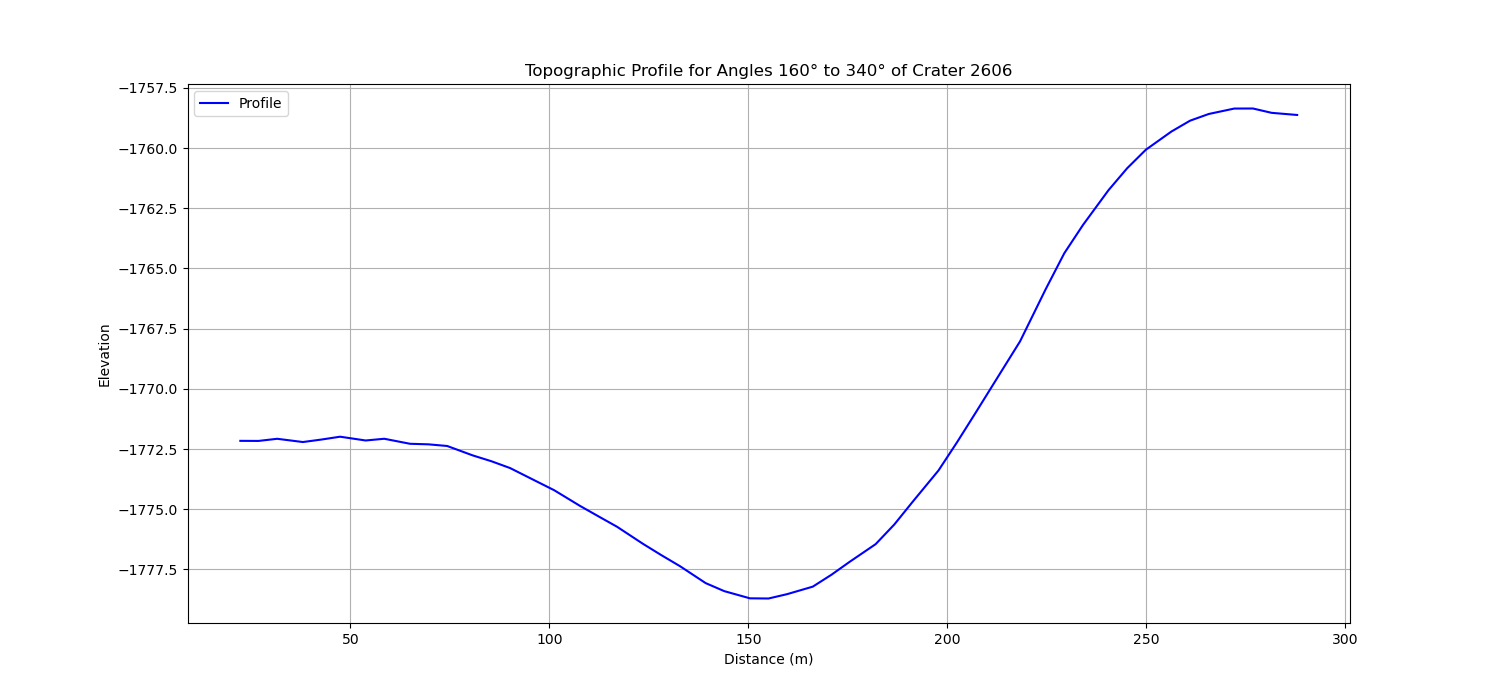 Topographic Profile for Angles 160° to 340° of Crater 2606
Profile
−1757.5
−1760.0
−1762.5
−1765.0
−1767.5
−1770.0
−1772.5
−1775.0
−1777.5
Elevation
50 100 150 200 250 300
Distance (m)